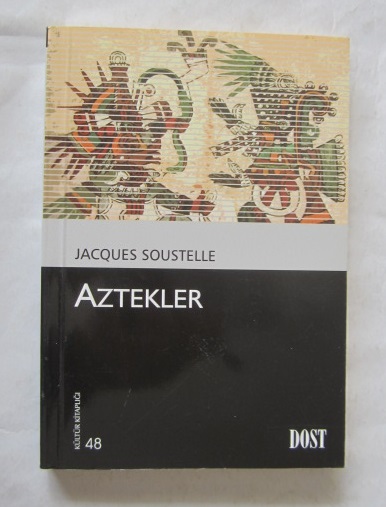 JACQUES SOUSTELLE
AZTEKLER
KÜLTÜR KİTAPLIĞI
48
DOST